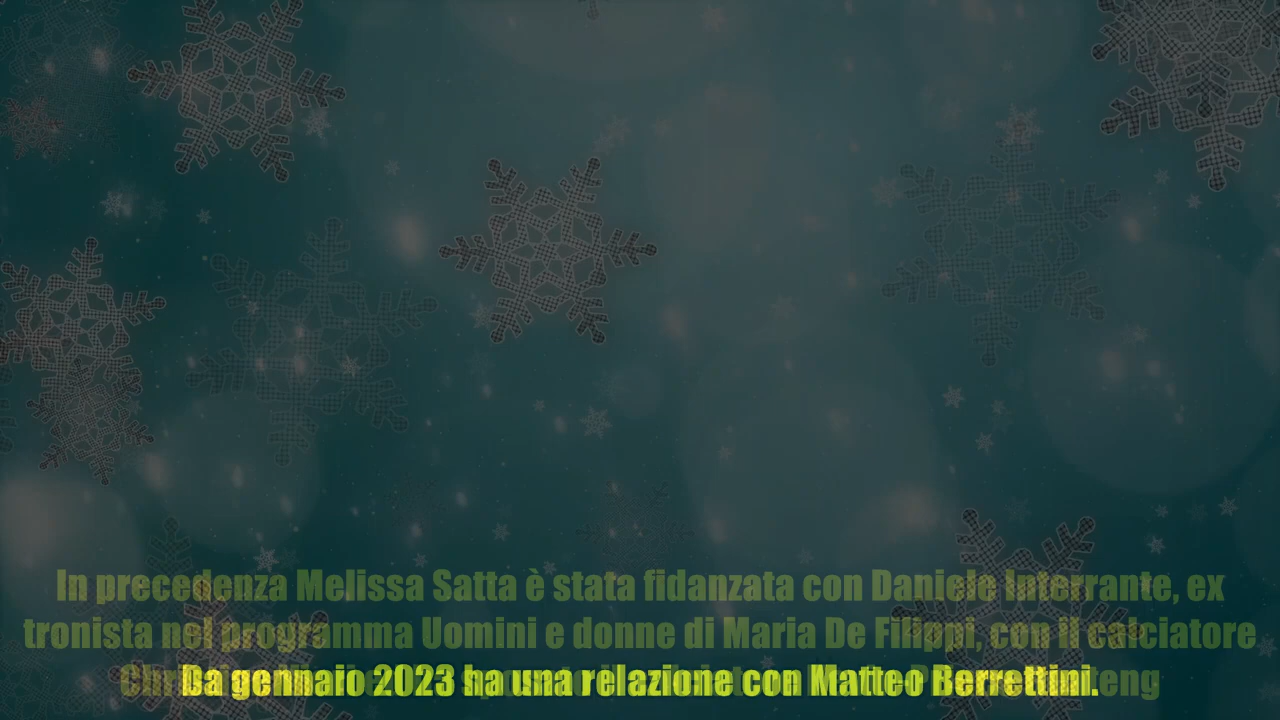 In precedenza Melissa Satta è stata fidanzata con Daniele Interrante, ex
tronista nel programma Uomini e donne di Maria De Filippi, con il calciatore
Da gennaio 2023 ha una relazione con Matteo Berrettini.